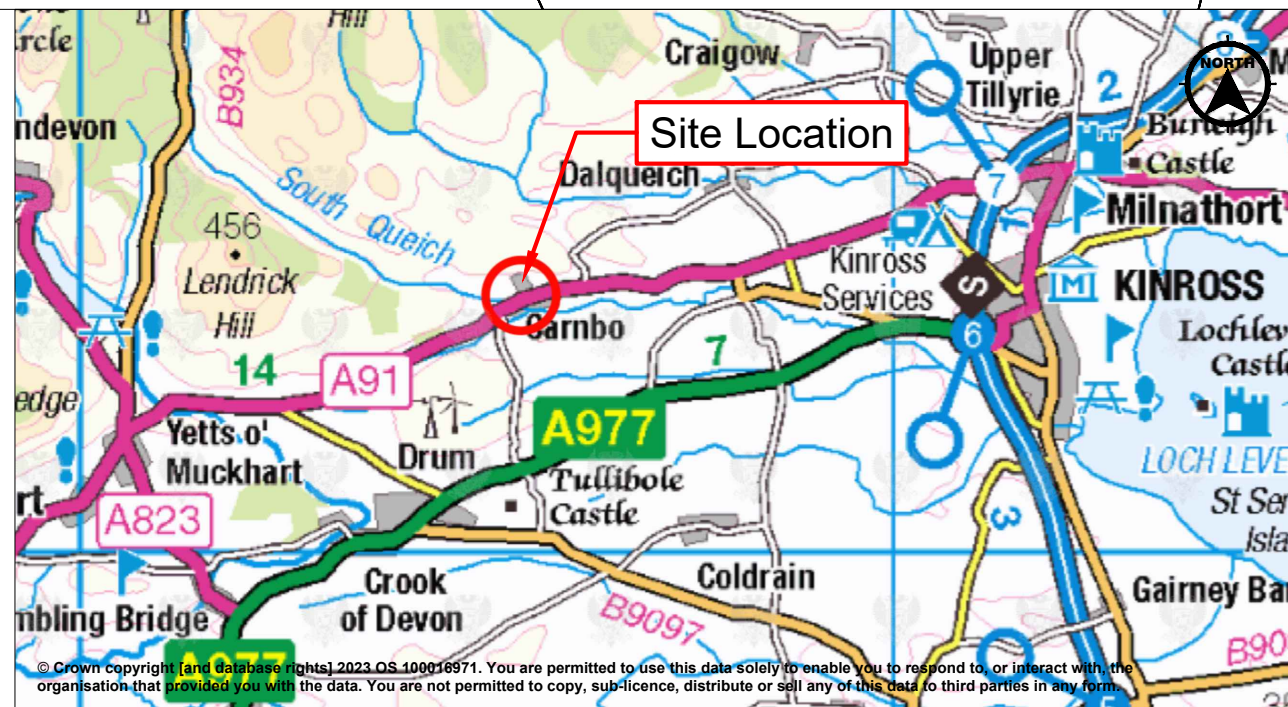 Hill
B934
Craigow
Upper
Tillyrie
2
NORTH
Burleigh
Castle
ndevon
Site Location
Dalqueich
7
Milnathort
South Queich
456
Lendrick
Hill
Kinross
Services
S
M
KINROSS
Carnbo
6
Lochlev
Castle
14
A91
7
edge
Yetts o'
Muckhart
A977
Drum
Tullibole
Castle
LOCH LEVE
St Ser
Isla
rt
A823
3
Crook
of Devon
Coldrain
Gairney Ba
mbling Bridge
B9097
B90
A977
5
© Crown copyright [and database rights] 2023 OS 100016971. You are permitted to use this data solely to enable you to respond to, or interact with, the
organisation that provided you with the data. You are not permitted to copy, sub-licence, distribute or sell any of this data to third parties in any form.